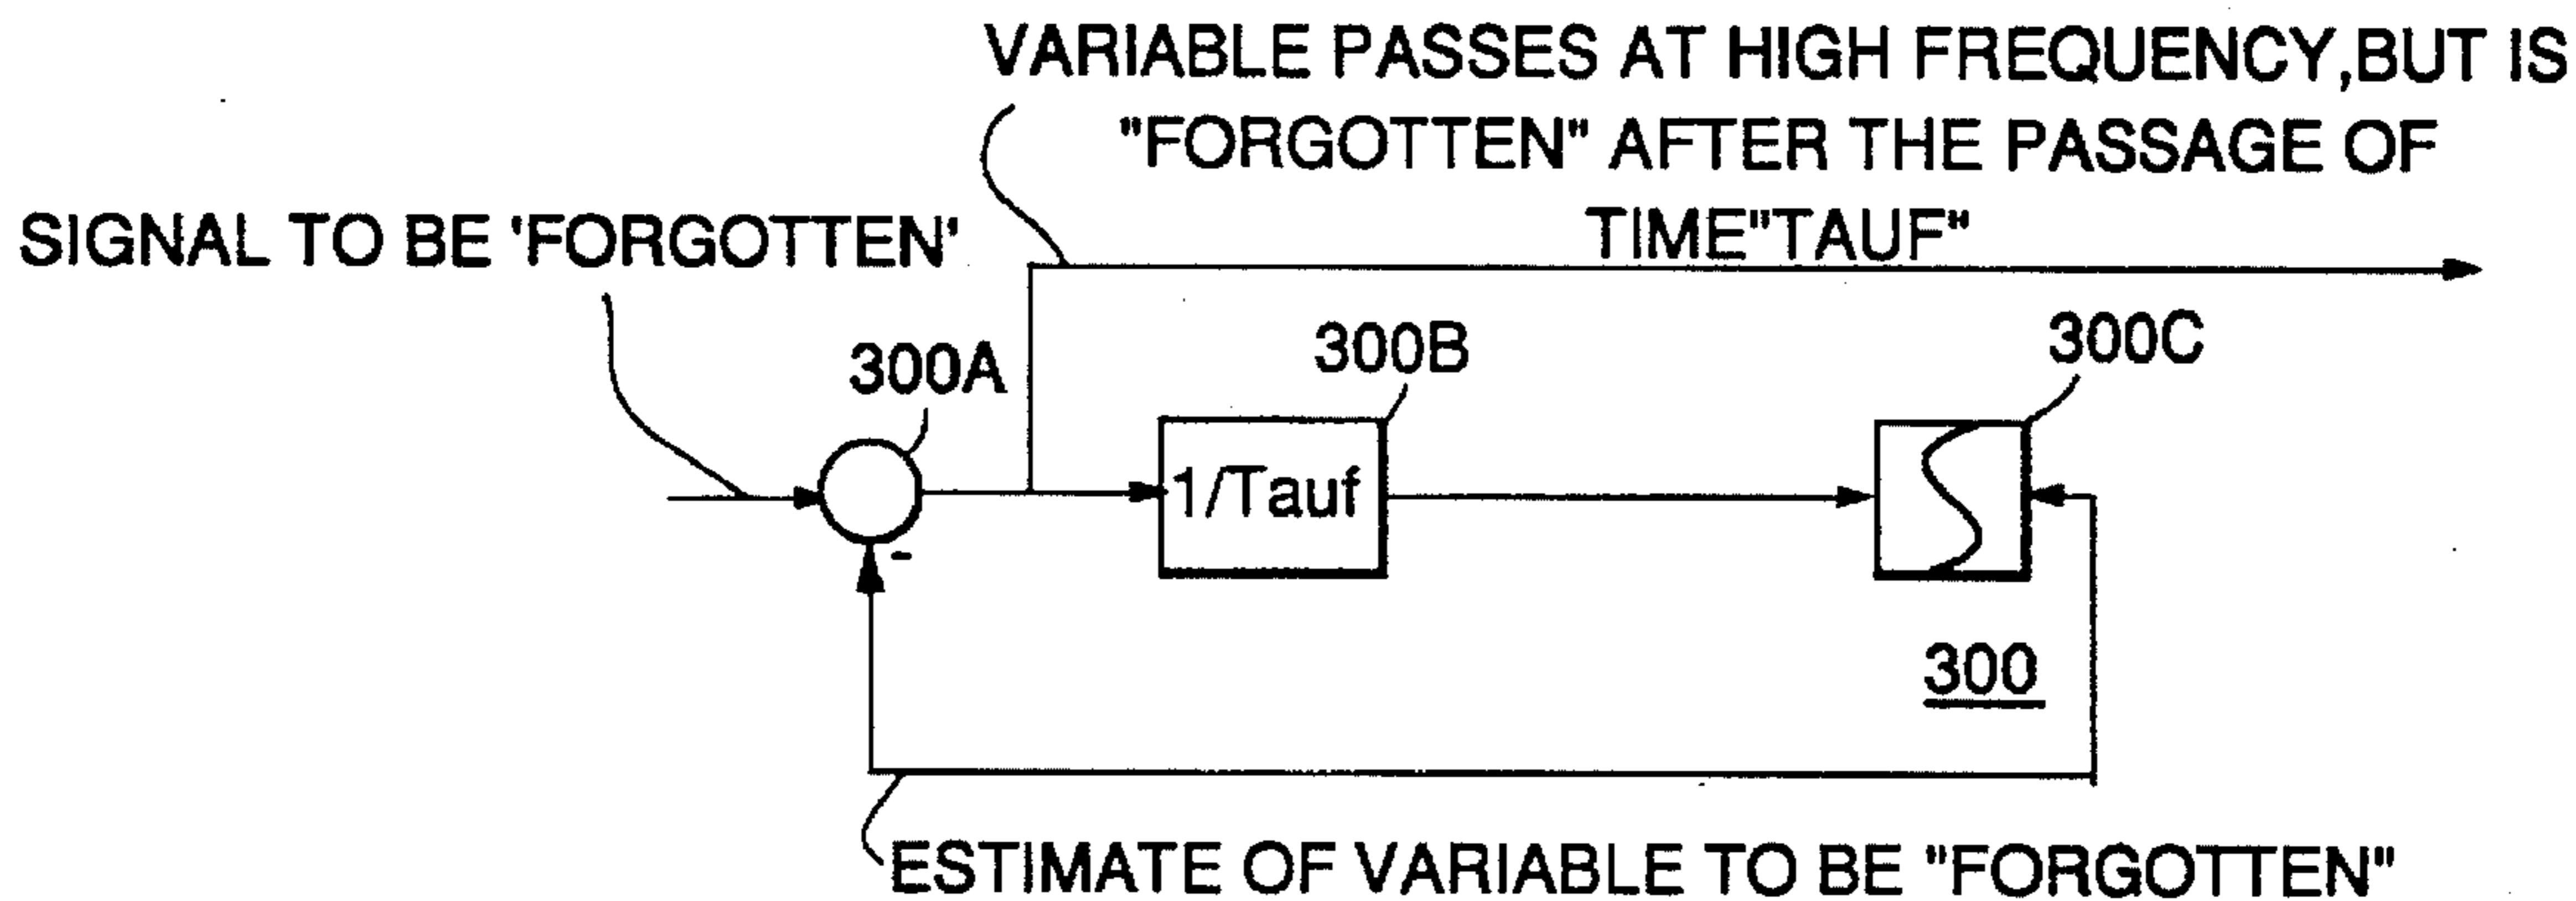 VARIABLE PASSES AT HIGH FREQUENCY,BUT IS
"FORGOTTEN" AFTER THE PASSAGE OF
TIME"TAUF"
SIGNAL TO BE 'FORGOTTEN'
300A
300B
300C
1/Tauf
-
300
ESTIMATE OF VARIABLE TO BE "FORGOTTEN"